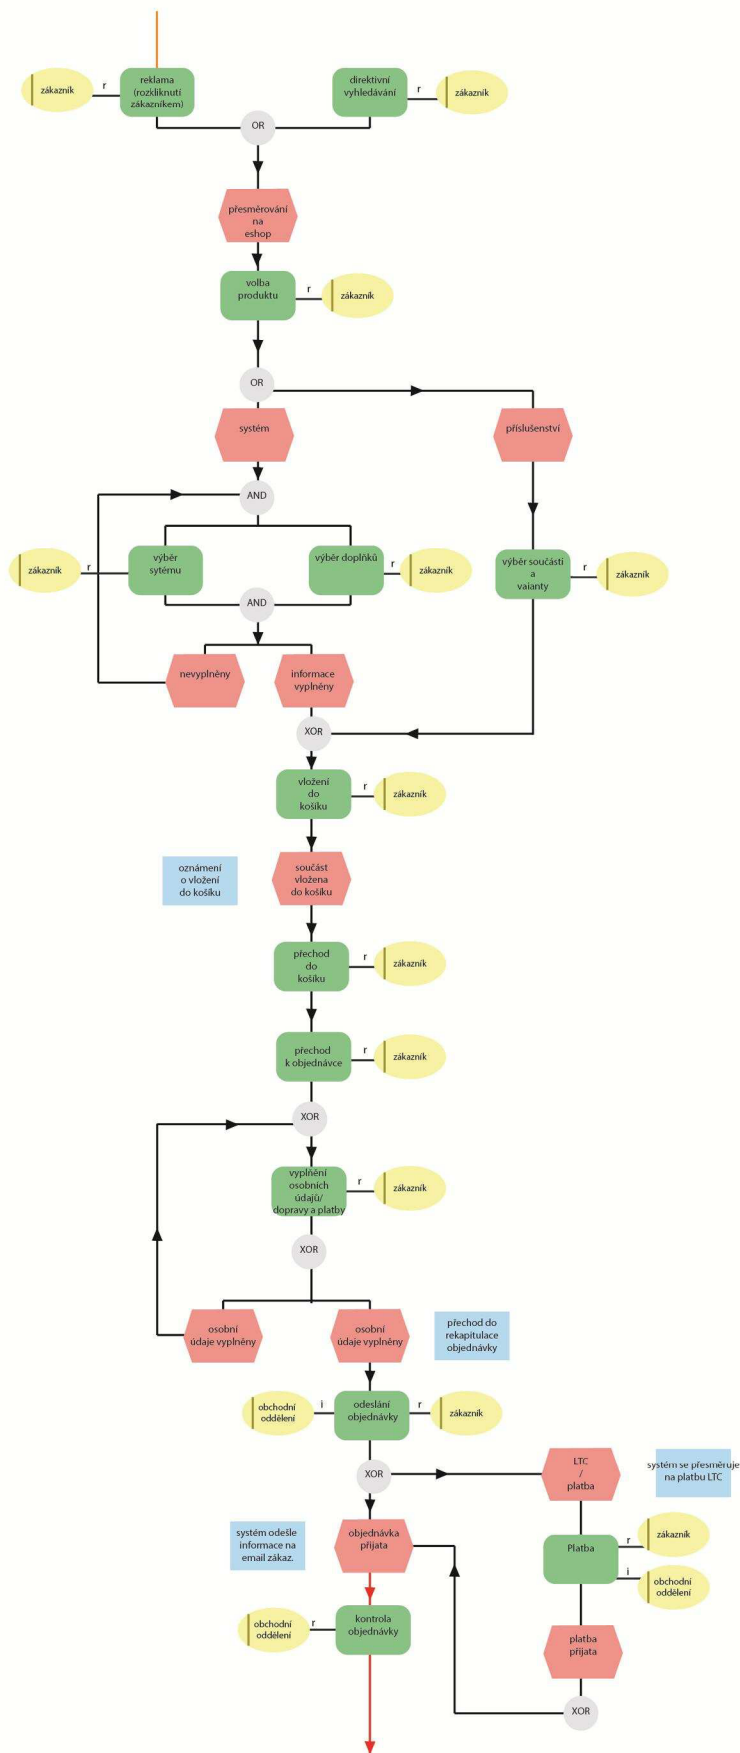 zákazník
r
reklama
(rozkliknutí
zákazníkem)
direktivní
vyhledávání
r
zákazník
OR
přesměrování
na
eshop
volba
produktu
r
zákazník
OR
systém
příslušenství
AND
zákazník
r
výběr
sytému
výběr doplňků
r
zákazník
výběr součásti
a
vaianty
r
zákazník
AND
nevyplněny
informace
vyplněny
XOR
vložení
do
košíku
r
zákazník
oznámení
o vložení
do košíku
součást
vložena
do košíku
přechod
do
košíku
r
zákazník
přechod
k objednávce
r
zákazník
XOR
vyplňění
osobních
údajů/
dopravy a platby
r
zákazník
XOR
osobní
údaje vyplněny
osobní
údaje vyplněny
přechod do
rekapitulace
objednávky
obchodní
oddělení
i
odeslání
objednávky
r
zákazník
XOR
LTC
/
platba
systém se přesměruje
na platbu LTC
systém odešle
informace na
email zákaz.
objednávka
přijata
Platba
r
zákazník
i
obchodní
oddělení
obchodní
oddělení
r
kontrola
objednávky
platba
přijata
XOR